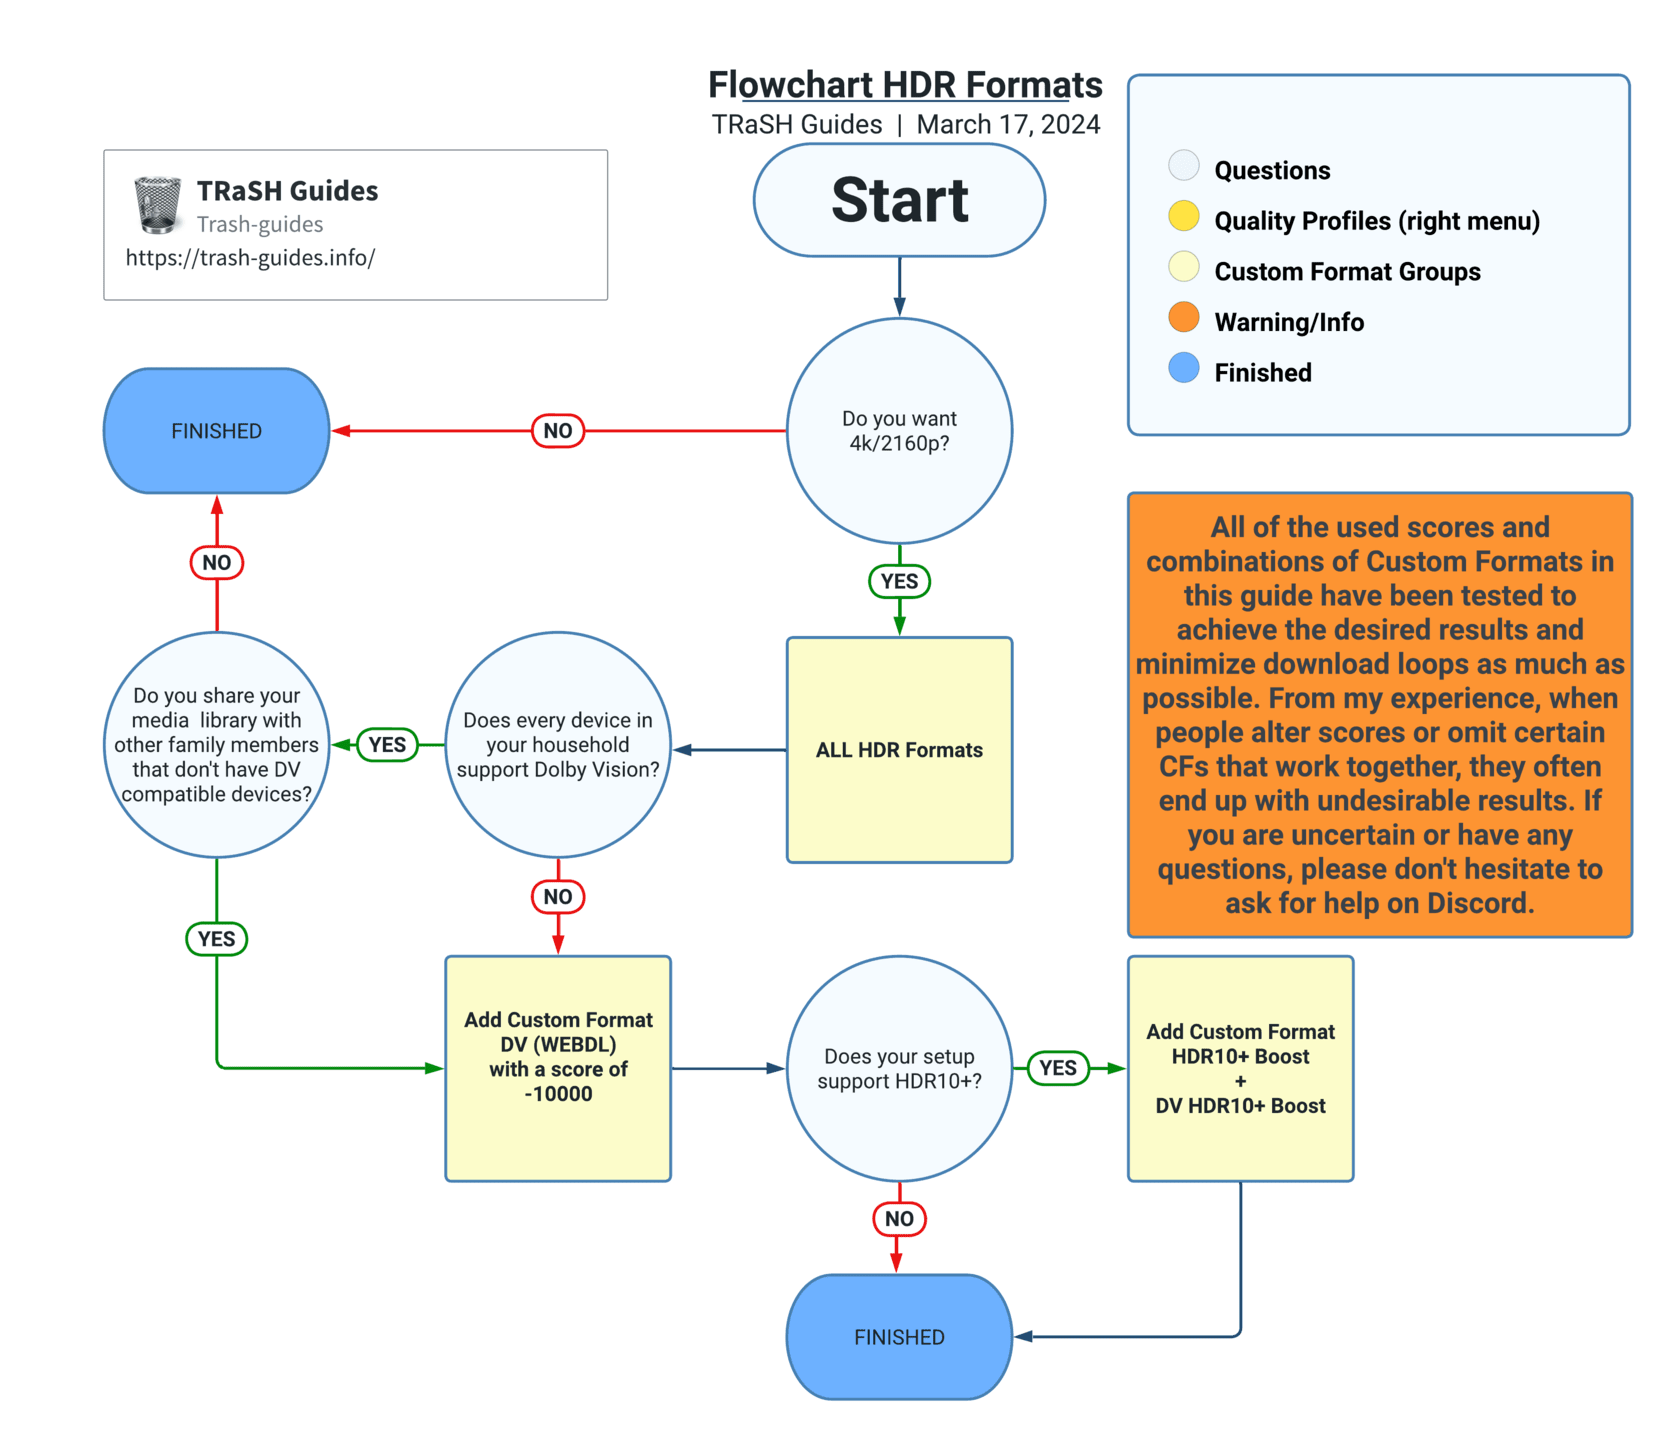 Flowchart HDR Formats
TRaSH Guides | March 17, 2024
TRaSH Guides
Trash-guides
https://trash-guides.info/
Start
Questions
Quality Profiles (right menu)
Custom Format Groups
Warning/Info
Finished
FINISHED
NO
Do you want
4k/2160p?
NO
YES
All of the used scores and
combinations of Custom Formats in
this guide have been tested to
achieve the desired results and
minimize download loops as much as
possible. From my experience, when
people alter scores or omit certain
CFs that work together, they often
end up with undesirable results. If
you are uncertain or have any
questions, please don't hesitate to
ask for help on Discord.
Do you share your
media library with
other family members
that don't have DV
compatible devices?
YES
Does every device in
your household
support Dolby Vision?
ALL HDR Formats
NO
YES
Add Custom Format
DV (WEBDL)
with a score of
-10000
Does your setup
support HDR10+?
YES
Add Custom Format
HDR10+ Boost
+
DV HDR10+ Boost
NO
FINISHED